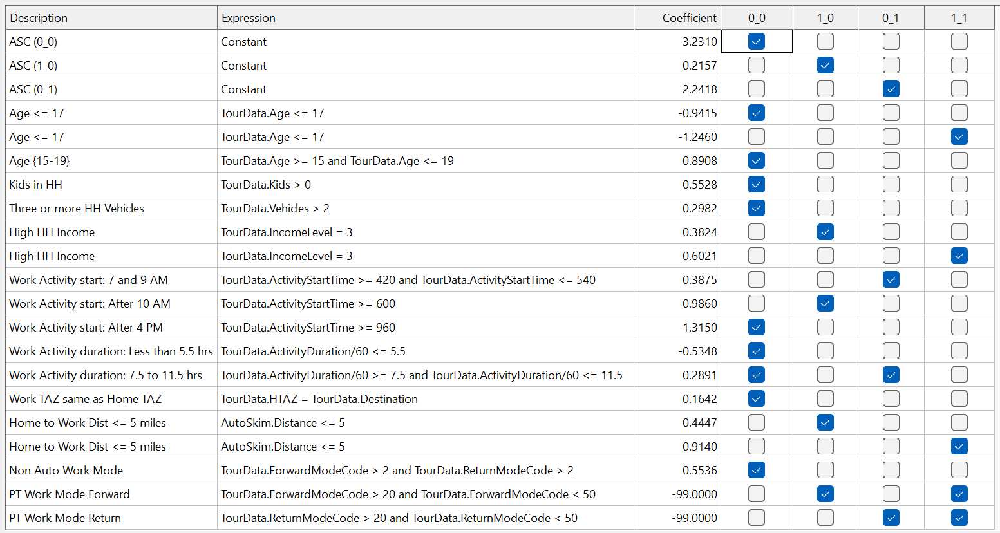 Description Expression Coefficient 0_0 1_0 0_1 1_1
ASC (0_0) Constant 3.2310
ASC (1_0) Constant 0.2157
ASC (0_1) Constant 2.2418
Age <= 17 TourData.Age <= 17 -0.9415
Age <= 17 TourData.Age <= 17 -1.2460
Age {15-19} TourData.Age >= 15 and TourData.Age <= 19 0.8908
Kids in HH TourData.Kids > 0 0.5528
Three or more HH Vehicles TourData.Vehicles > 2 0.2982
High HH Income TourData.IncomeLevel = 3 0.3824
High HH Income TourData.IncomeLevel = 3 0.6021
Work Activity start: 7 and 9 AM TourData.ActivityStartTime >= 420 and TourData.ActivityStartTime <= 540 0.3875
Work Activity start: After 10 AM TourData.ActivityStartTime >= 600 0.9860
Work Activity start: After 4 PM TourData.ActivityStartTime >= 960 1.3150
Work Activity duration: Less than 5.5 hrs TourData.ActivityDuration/60 <= 5.5 -0.5348
Work Activity duration: 7.5 to 11.5 hrs TourData.ActivityDuration/60 >= 7.5 and TourData.ActivityDuration/60 <= 11.5 0.2891
Work TAZ same as Home TAZ TourData.HTAZ = TourData.Destination 0.1642
Home to Work Dist <= 5 miles AutoSkim.Distance <= 5 0.4447
Home to Work Dist <= 5 miles AutoSkim.Distance <= 5 0.9140
Non Auto Work Mode TourData.ForwardModeCode > 2 and TourData.ReturnModeCode > 2 0.5536
PT Work Mode Forward TourData.ForwardModeCode > 20 and TourData.ForwardModeCode < 50 -99.0000
PT Work Mode Return TourData.ReturnModeCode > 20 and TourData.ReturnModeCode < 50 -99.0000